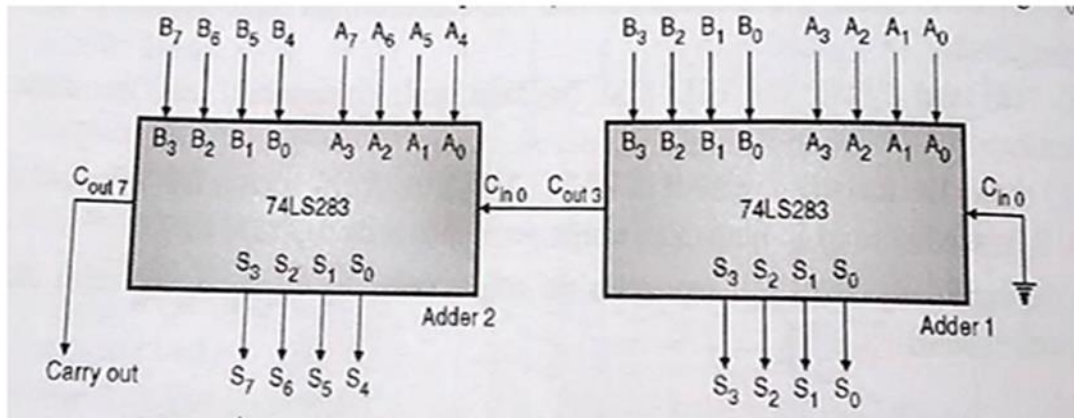 B7 B6 B5 B4 A7 A6 A5 A4 B3 B2 B1 B0 A3 A2 A1 A0
B3 B2 B1 B0 A3 A2 A1 A0 B3 B2 B1 B0 A3 A2 A1 A0
Cout 7 74LS283 Cin 0 Cout 3 74LS283 Cin 0
S3 S2 S1 S0 S3 S2 S1 S0
Adder 2 Adder 1
Carry out S7 S6 S5 S4 S3 S2 S1 S0